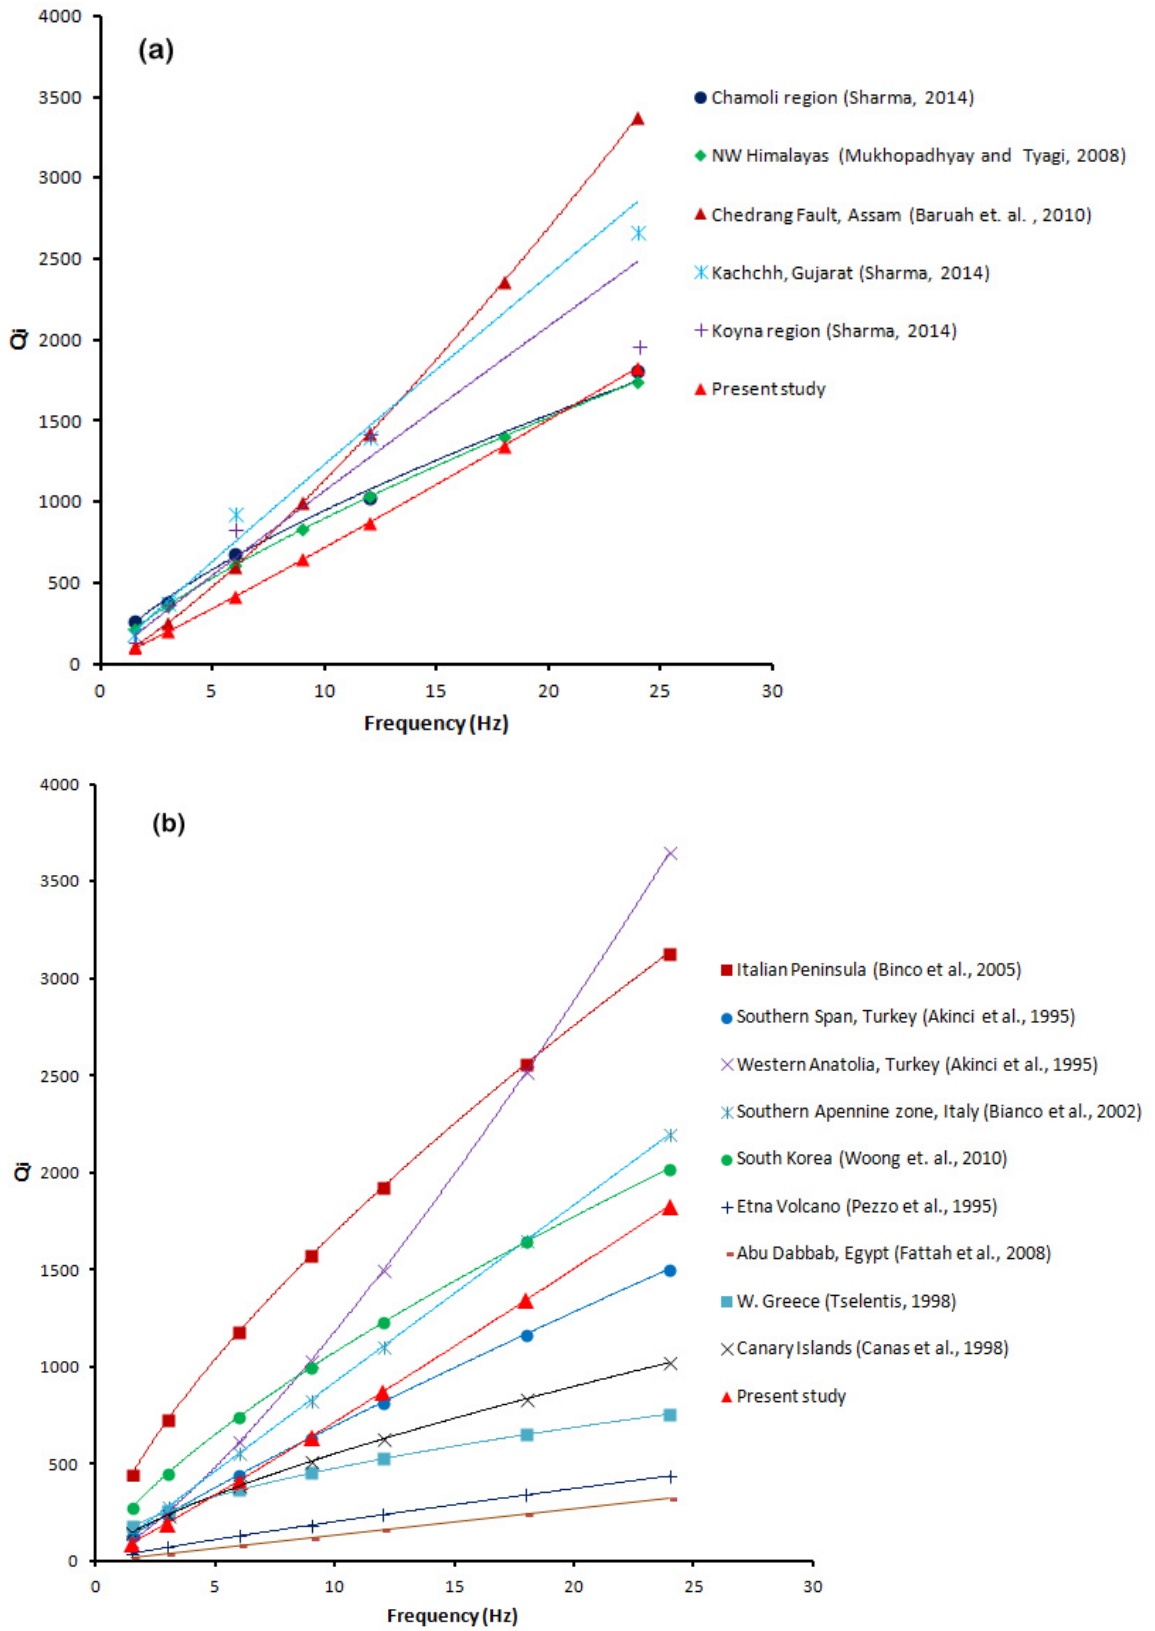 4000
(a)
3500
Chamoli region (Sharma, 2014)
NW Himalayas (Mukhopadhyay and Tyagi, 2008)
3000
Chedrang Fault, Assam (Baruah et. al. , 2010)
2500
Kachchh, Gujarat (Sharma, 2014)
Qi
2000
Koyna region (Sharma, 2014)
Present study
1500
1000
500
0
0 5 10 15 20 25 30
Frequency (Hz)
4000
(b)
3500
3000
Italian Peninsula (Binco et al., 2005)
Southern Span, Turkey (Akinci et al., 1995)
2500
Western Anatolia, Turkey (Akinci et al., 1995)
Southern Apennine zone, Italy (Bianco et al., 2002)
Qi
2000
South Korea (Woong et. al., 2010)
Etna Volcano (Pezzo et al., 1995)
Abu Dabbab, Egypt (Fattah et al., 2008)
1500
W. Greece (Tselentis, 1998)
Canary Islands (Canas et al., 1998)
1000
Present study
500
0
0 5 10 15 20 25 30
Frequency (Hz)